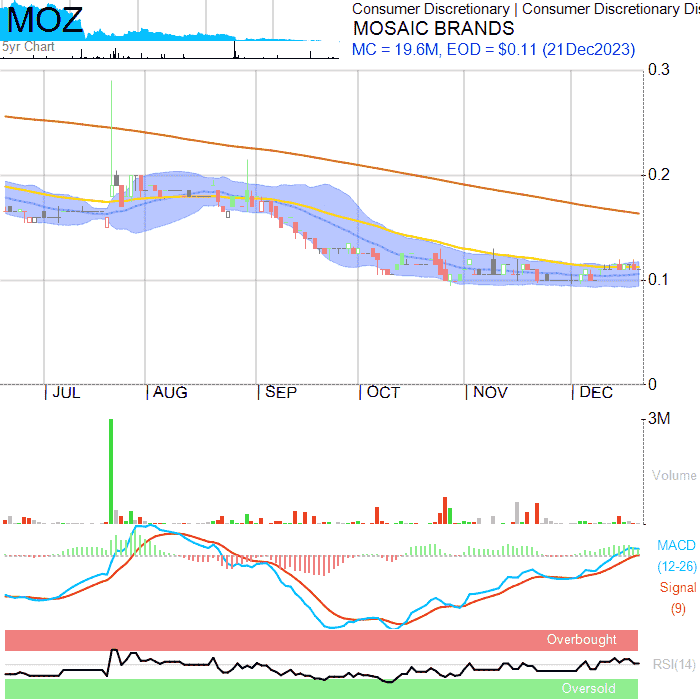 MOZ
5yr Chart
Consumer Discretionary | Consumer Discretionary Dis
MOSAIC BRANDS
MC = 19.6M, EOD = $0.11 (21Dec2023)
0.3
0.2
0.1
0
JUL AUG SEP OCT NOV DEC
3M
Volume
MACD
(12-26)
Signal
(9)
Overbought
RSI(14)
Oversold